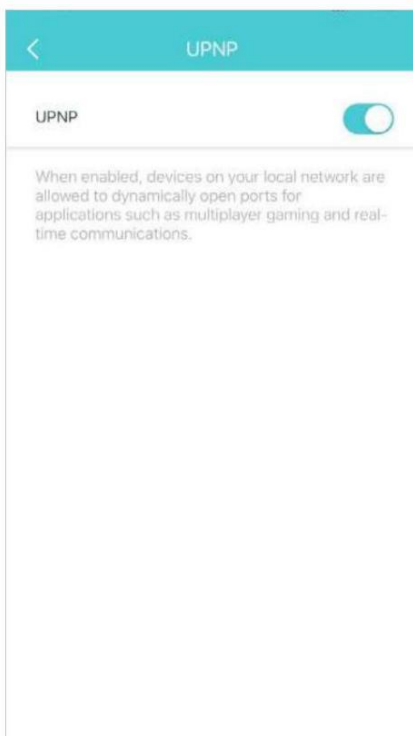 UPNP
UPNP
When enabled, devices on your local network are
allowed to dynamically open ports for
applications such as multiplayer gaming and real-
time communications.